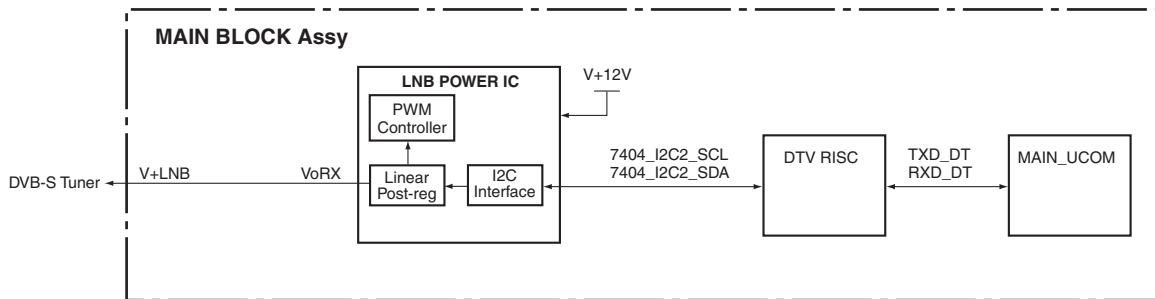 MAIN BLOCK Assy
LNB POWER IC
V+12V
PWM
Controller
7404_I2C2_SCL
7404_I2C2_SDA
DTV RISC
TXD_DT
RXD_DT
MAIN_UCOM
DVB-S Tuner
V+LNB
VoRX
Linear
Post-reg
I2C
Interface